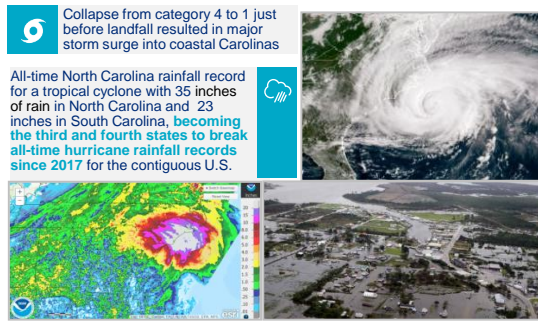 Collapse from category 4 to 1 just
before landfall resulted in major
storm surge into coastal Carolinas
All-time North Carolina rainfall record
for a tropical cyclone with 35 inches
of rain in North Carolina and 23
inches in South Carolina, becoming
the third and fourth states to break
all-time hurricane rainfall records
since 2017 for the contiguous U.S.
esri